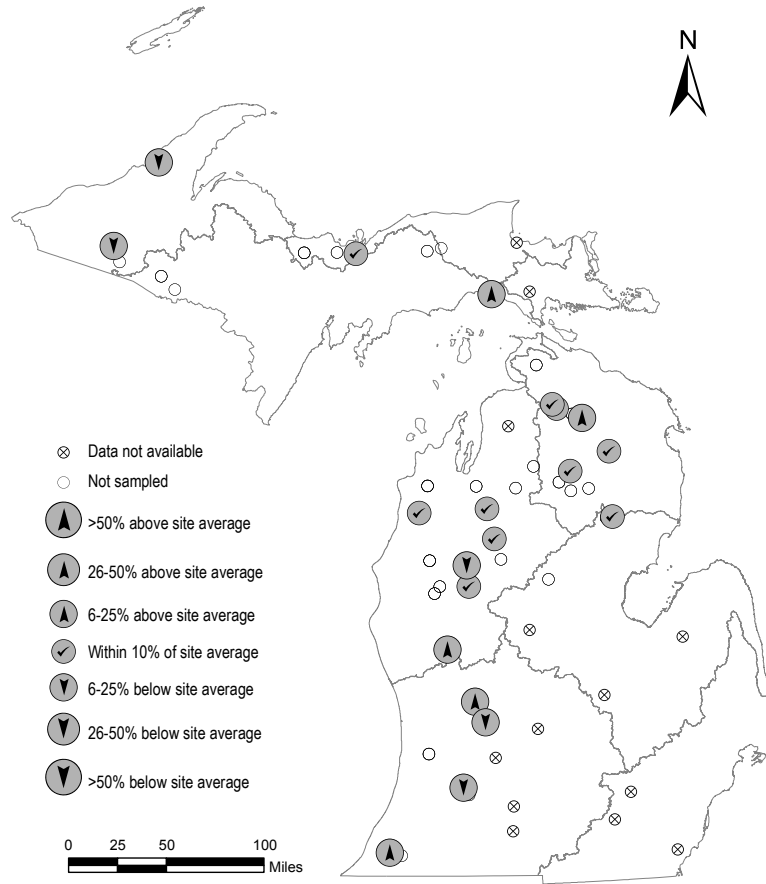 N
Data not available
Not sampled
>50% above site average
26-50% above site average
6-25% above site average
Within 10% of site average
6-25% below site average
26-50% below site average
>50% below site average
0 25 50 100
Miles